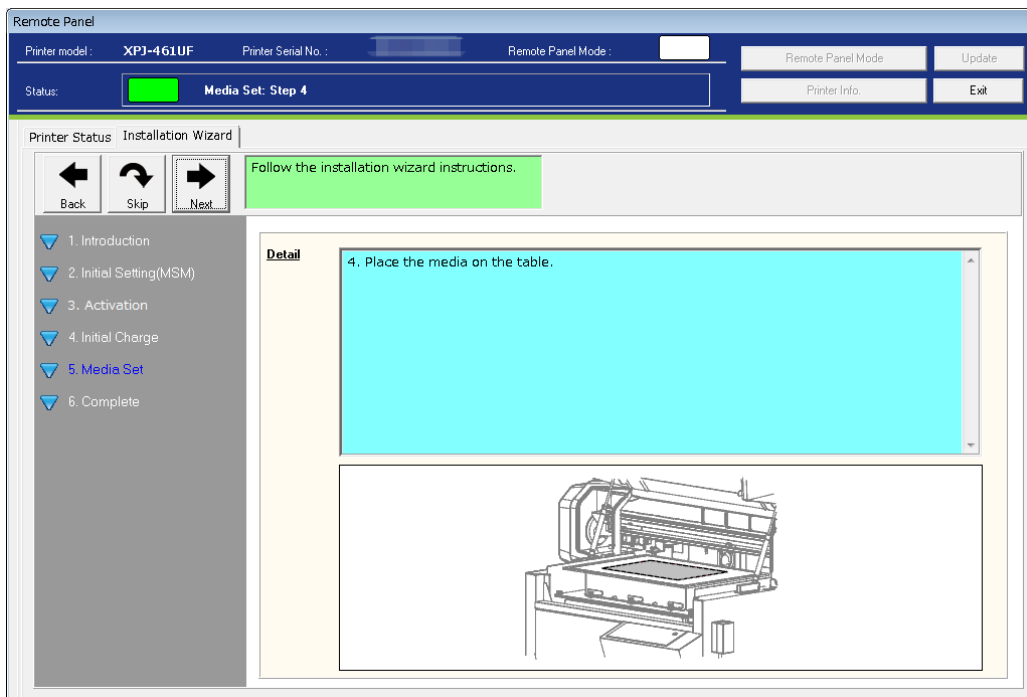 Remote Panel
Printer model : XPJ-461UF Printer Serial No. : Remote Panel Mode :
Remote Panel Mode Update
Status: Media Set: Step 4
Printer Info. Exit
Printer Status Installation Wizard
Back Skip Next
Follow the installation wizard instructions.
1. Introduction
2. Initial Setting(MSM)
3. Activation
4. Initial Charge
5. Media Set
6. Complete
Detail
4. Place the media on the table.